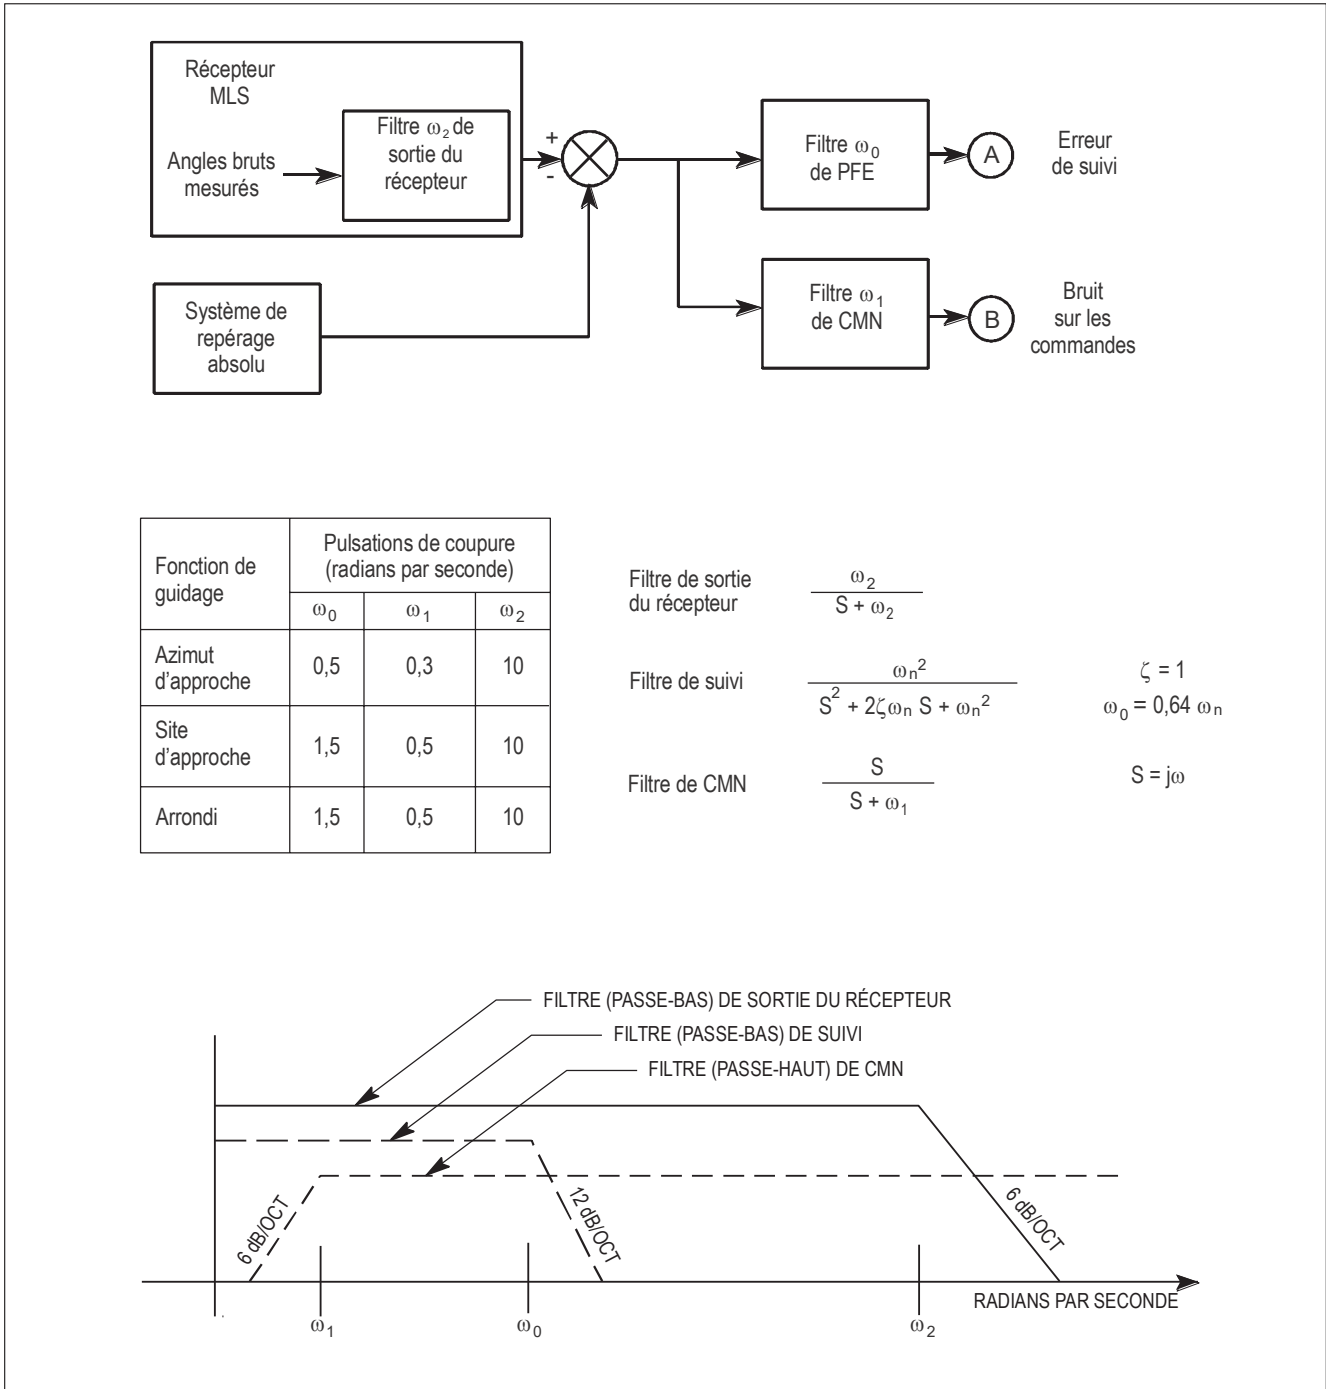 Récepteur
MLS
Angles bruts
mesurés
Filtre ω₂ de
sortie du
récepteur
+
-
Système de
repérage
absolu
Filtre ω₀
de PFE
A
Erreur
de suivi
Filtre ω₁
de CMN
B
Bruit
sur les
commandes
Fonction de
guidage
Pulsations de coupure
(radians par seconde)
ω₀ ω₁ ω₂
Azimut
d'approche
0,5 0,3 10
Site
d'approche
1,5 0,5 10
Arrondi 1,5 0,5 10
Filtre de sortie
du récepteur
ω₂
S + ω₂
Filtre de suivi
ωn²
S² + 2ζωn S + ωn²
ζ = 1
ω₀ = 0,64 ωn
Filtre de CMN
S
S + ω₁
S = jω
FILTRE (PASSE-BAS) DE SORTIE DU RÉCEPTEUR
FILTRE (PASSE-BAS) DE SUIVI
FILTRE (PASSE-HAUT) DE CMN
6 dB/OCT
12 dB/OCT
6 dB/OCT
RADIANS PAR SECONDE
ω₁ ω₀ ω₂